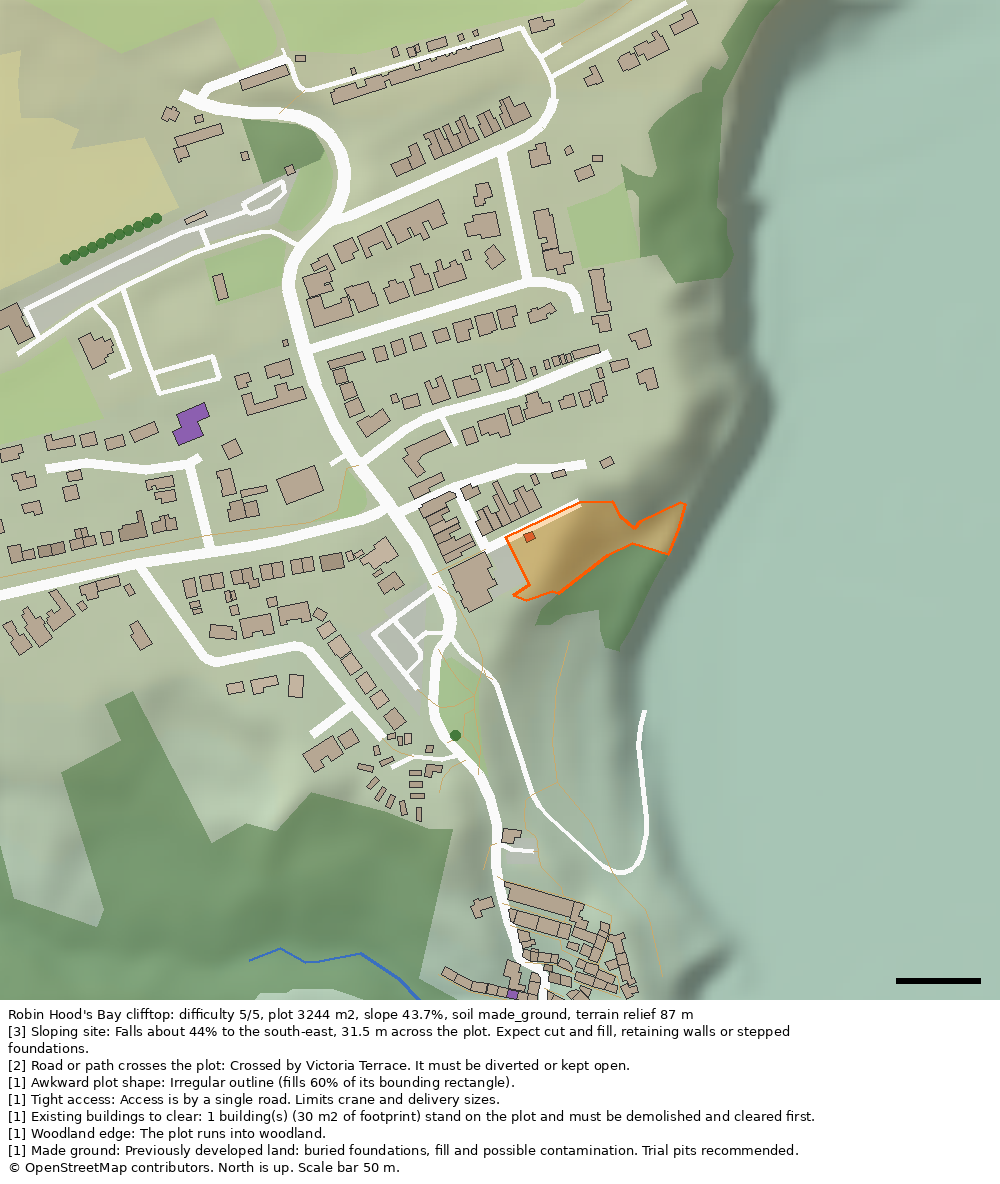 Robin Hood's Bay clifftop: difficulty 5/5, plot 3244 m2, slope 43.7%, soil made_ground, terrain relief 87 m
[3] Sloping site: Falls about 44% to the south-east, 31.5 m across the plot. Expect cut and fill, retaining walls or stepped
foundations.
[2] Road or path crosses the plot: Crossed by Victoria Terrace. It must be diverted or kept open.
[1] Awkward plot shape: Irregular outline (fills 60% of its bounding rectangle).
[1] Tight access: Access is by a single road. Limits crane and delivery sizes.
[1] Existing buildings to clear: 1 building(s) (30 m2 of footprint) stand on the plot and must be demolished and cleared first.
[1] Woodland edge: The plot runs into woodland.
[1] Made ground: Previously developed land: buried foundations, fill and possible contamination. Trial pits recommended.
© OpenStreetMap contributors. North is up. Scale bar 50 m.